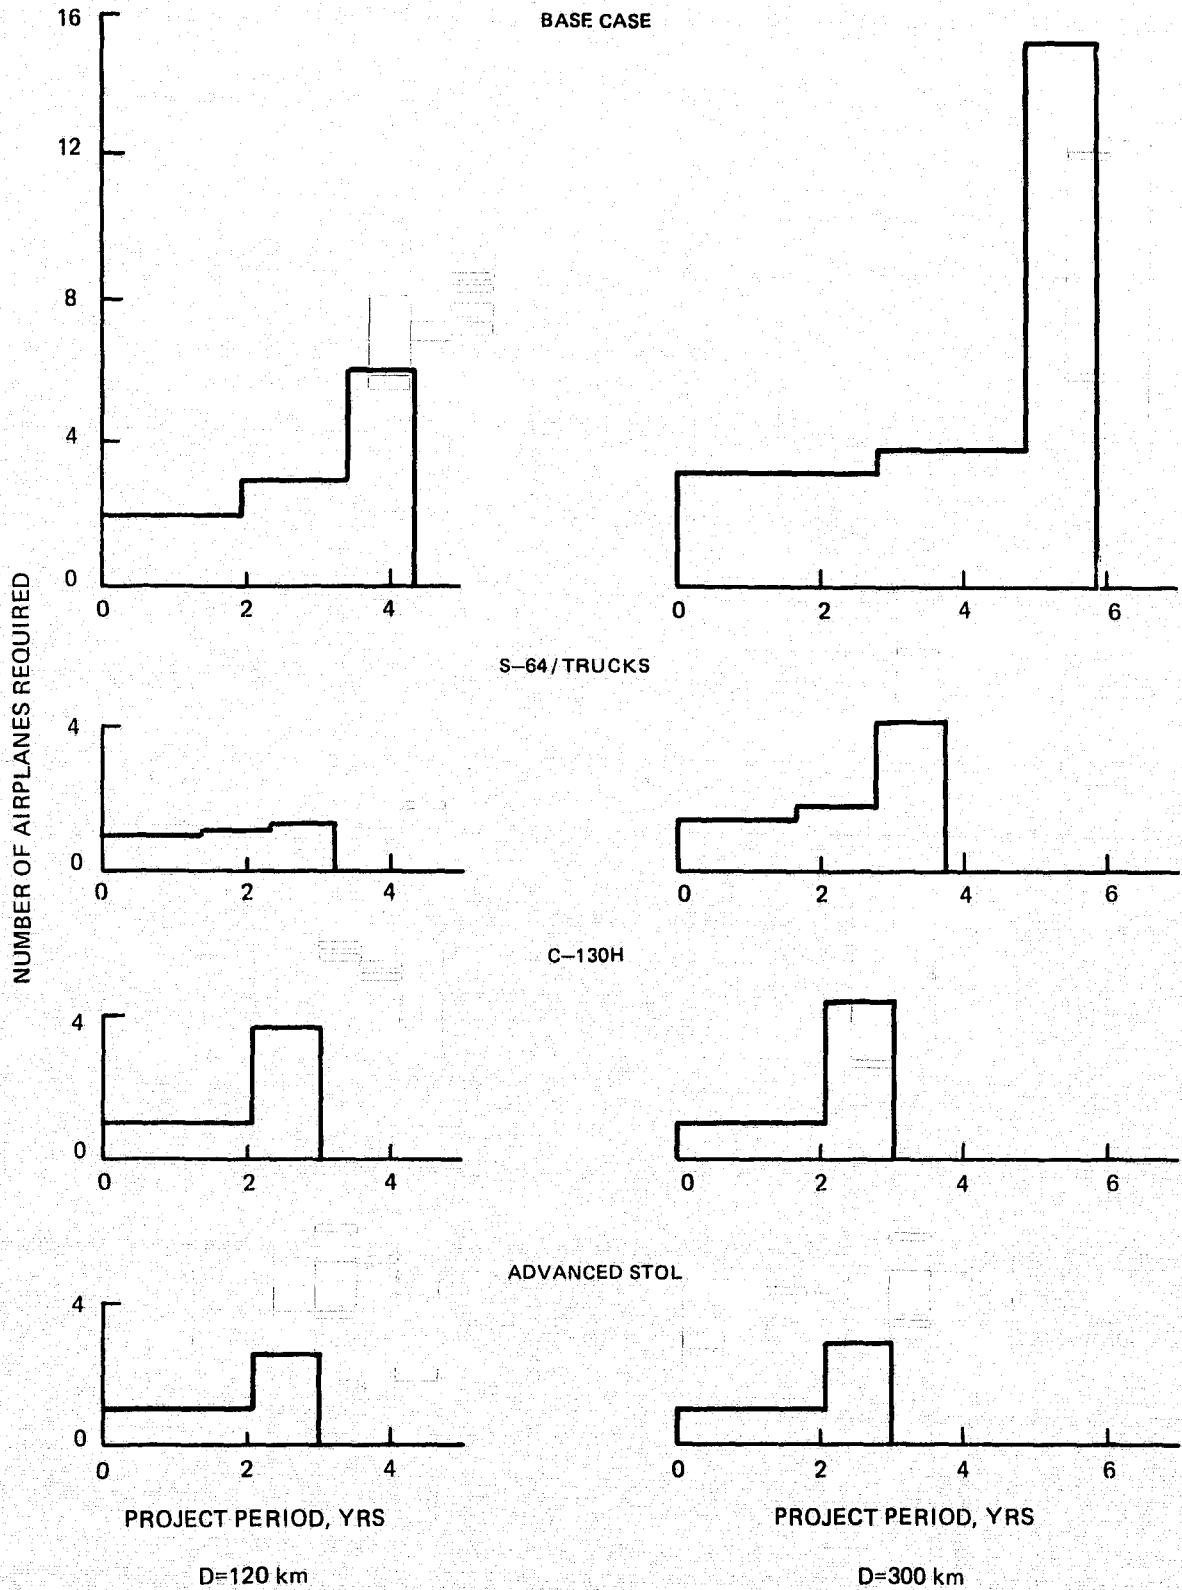 BASE CASE
16
12
8
4
0
0 2 4
0 2 4 6
NUMBER OF AIRPLANES REQUIRED
S-64/TRUCKS
4
0
0 2 4
0 2 4 6
C-130H
4
0
0 2 4
0 2 4 6
ADVANCED STOL
4
0
0 2 4
0 2 4 6
PROJECT PERIOD, YRS
PROJECT PERIOD, YRS
D=120 km
D=300 km